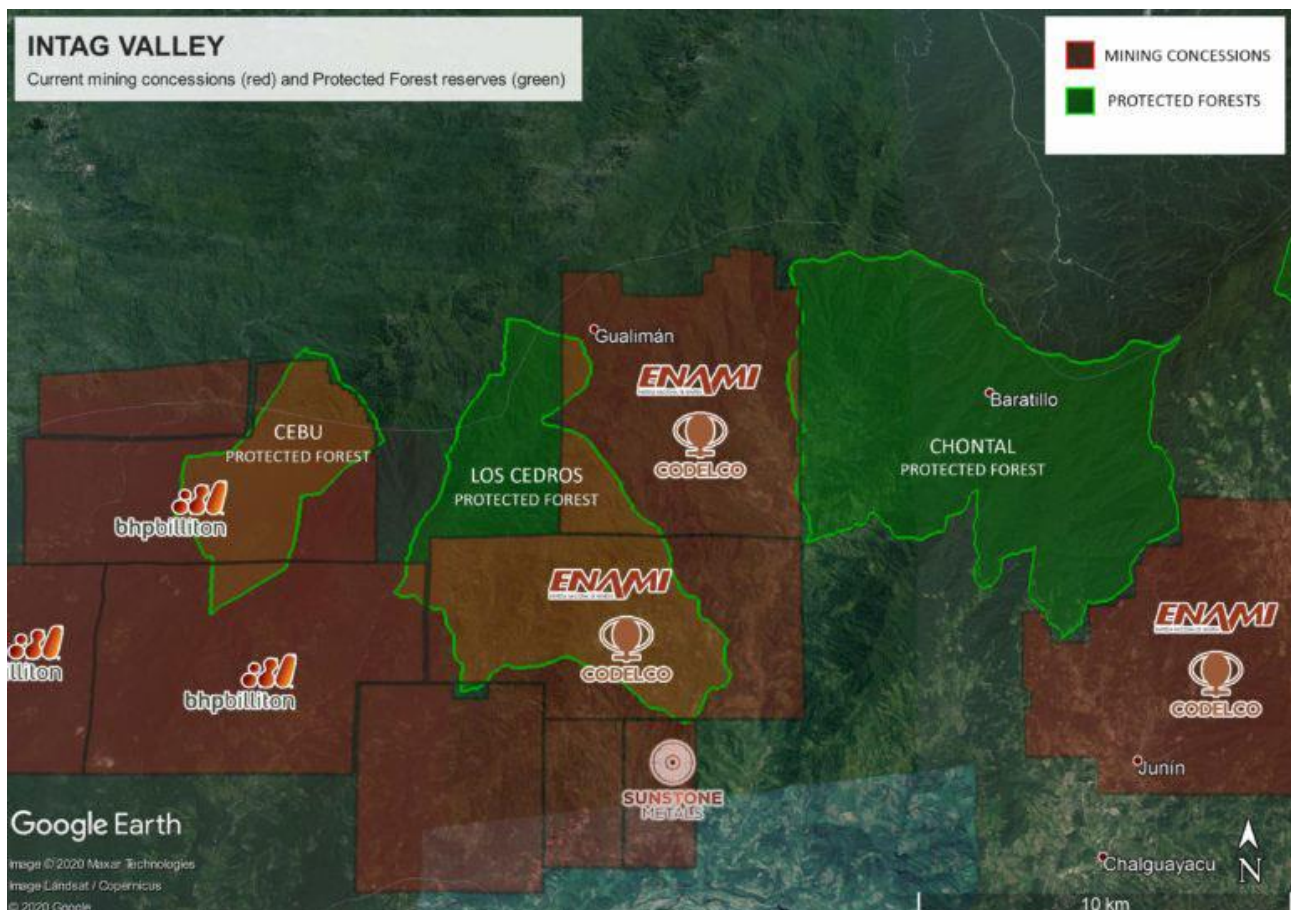 INTAG VALLEY
Current mining concessions (red) and Protected Forest reserves (green)
MINING CONCESSIONS
PROTECTED FORESTS
Gualimán
ENAMI
CODELCO
Baratillo
CEBU
PROTECTED FOREST
LOS CEDROS
PROTECTED FOREST
CHONTAL
PROTECTED FOREST
bhpbilliton
ENAMI
CODELCO
ENAMI
CODELCO
lliton
bhpbilliton
SUNSTONE
METALS
Junín
Chalguayacu
N
Google Earth
Image © 2020 Maxar Technologies
Image Landsat / Copernicus
© 2020 Google
10 km